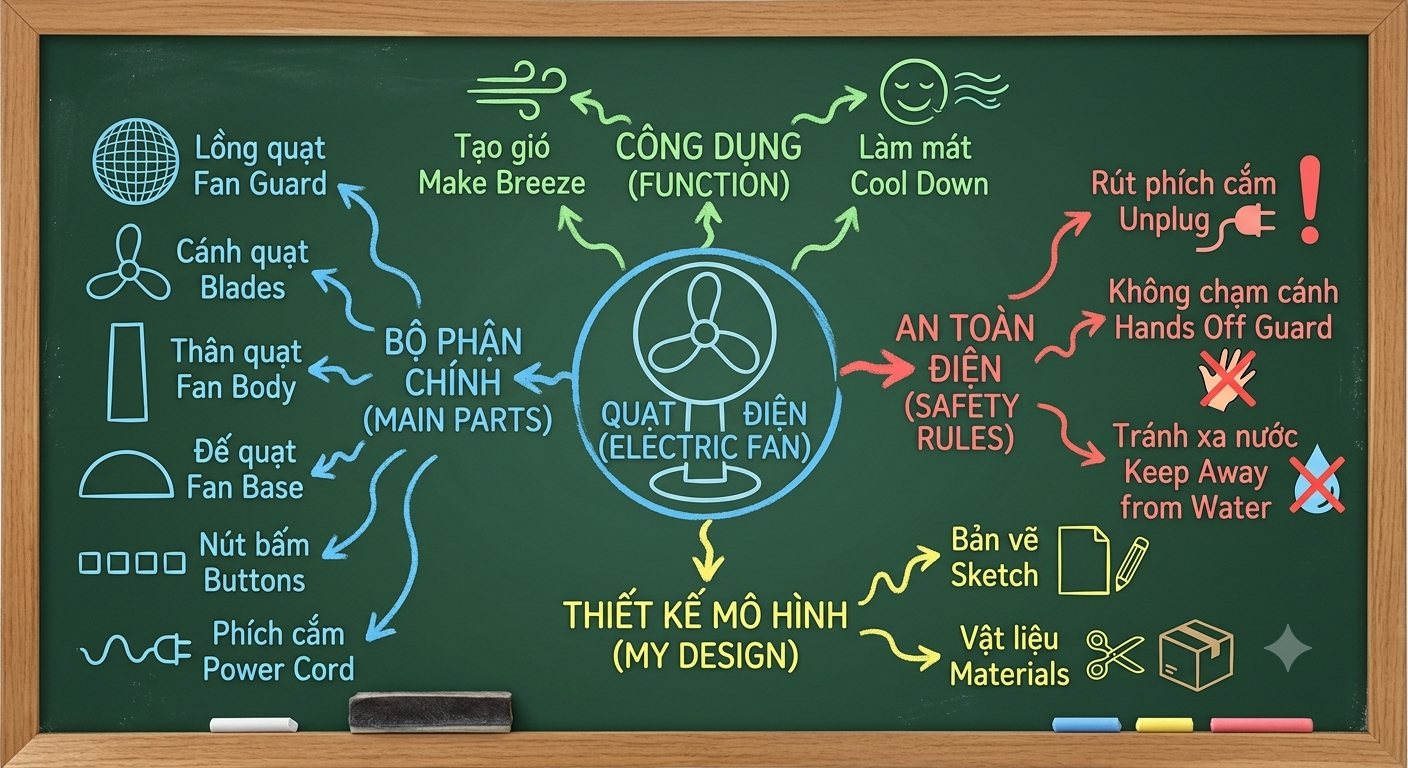 Tạo gió
Make Breeze
CÔNG DỤNG
(FUNCTION)
Làm mát
Cool Down
Lồng quạt
Fan Guard
Cánh quạt
Blades
Thân quạt
Fan Body
Đế quạt
Fan Base
Nút bấm
Buttons
Phích cắm
Power Cord
BỘ PHẬN
CHÍNH
(MAIN PARTS)
QUẠT ĐIỆN
(ELECTRIC FAN)
AN TOÀN
ĐIỆN
(SAFETY
RULES)
Rút phích cắm
Unplug
!
Không chạm cánh
Hands Off Guard
Tránh xa nước
Keep Away
from Water
THIẾT KẾ MÔ HÌNH
(MY DESIGN)
Bản vẽ
Sketch
Vật liệu
Materials